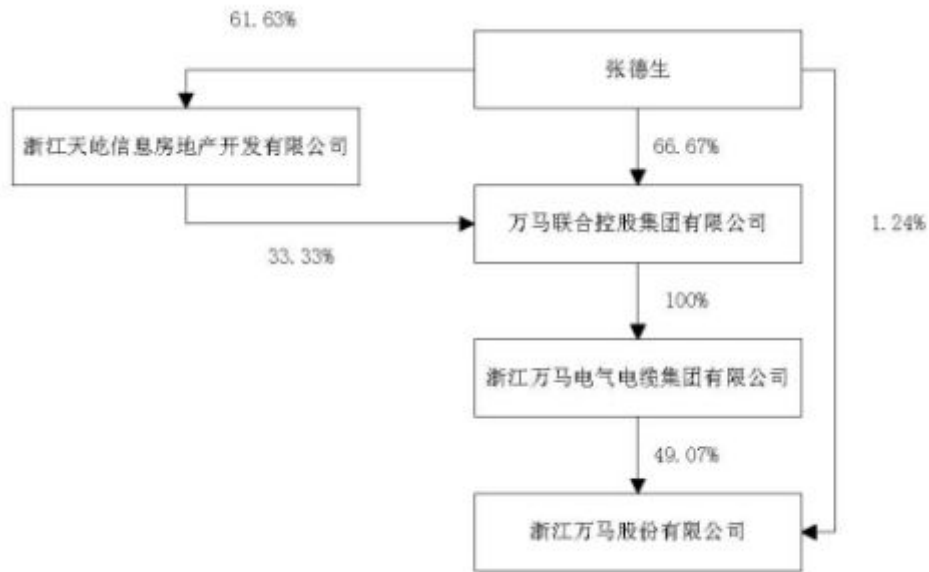 61.63%
张德生
浙江天屹信息房地产开发有限公司
66.67%
万马联合控股集团有限公司
1.24%
33.33%
100%
浙江万马电气电缆集团有限公司
49.07%
浙江万马股份有限公司